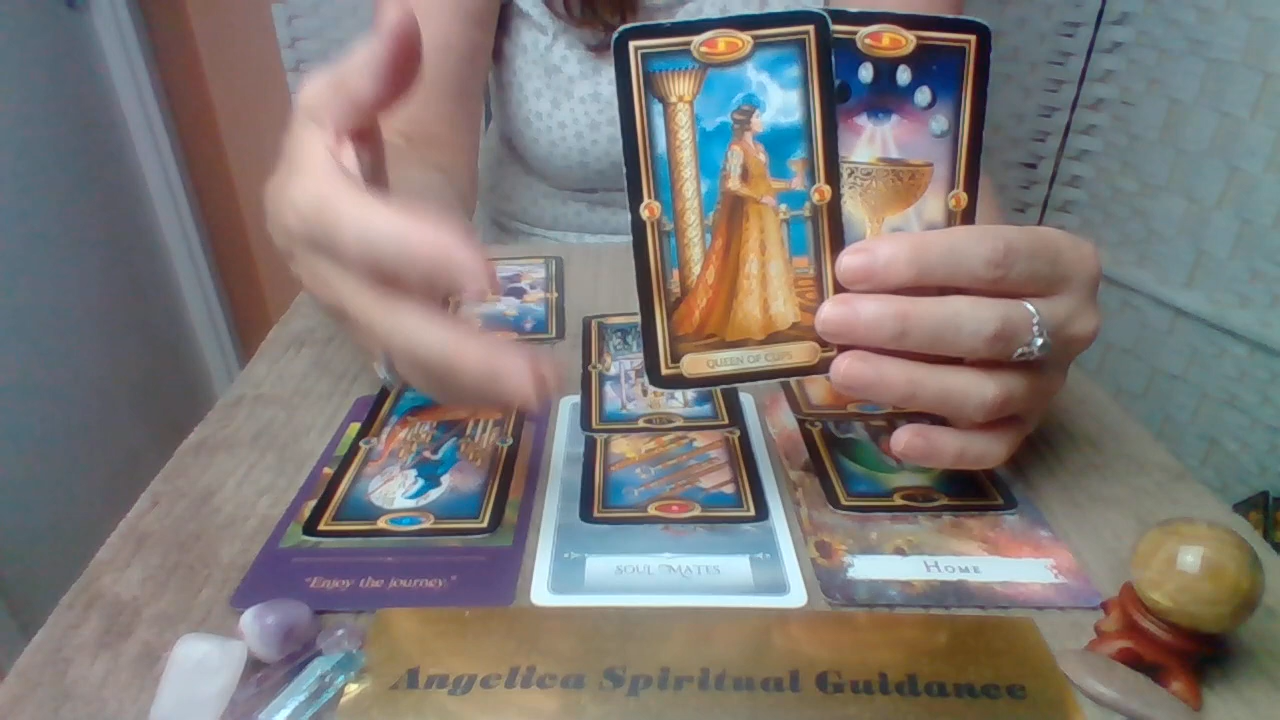 QUEEN OF CUPS
"Enjoy the journey."
SOUL MATES
HOME
Angelica Spiritual Guidance